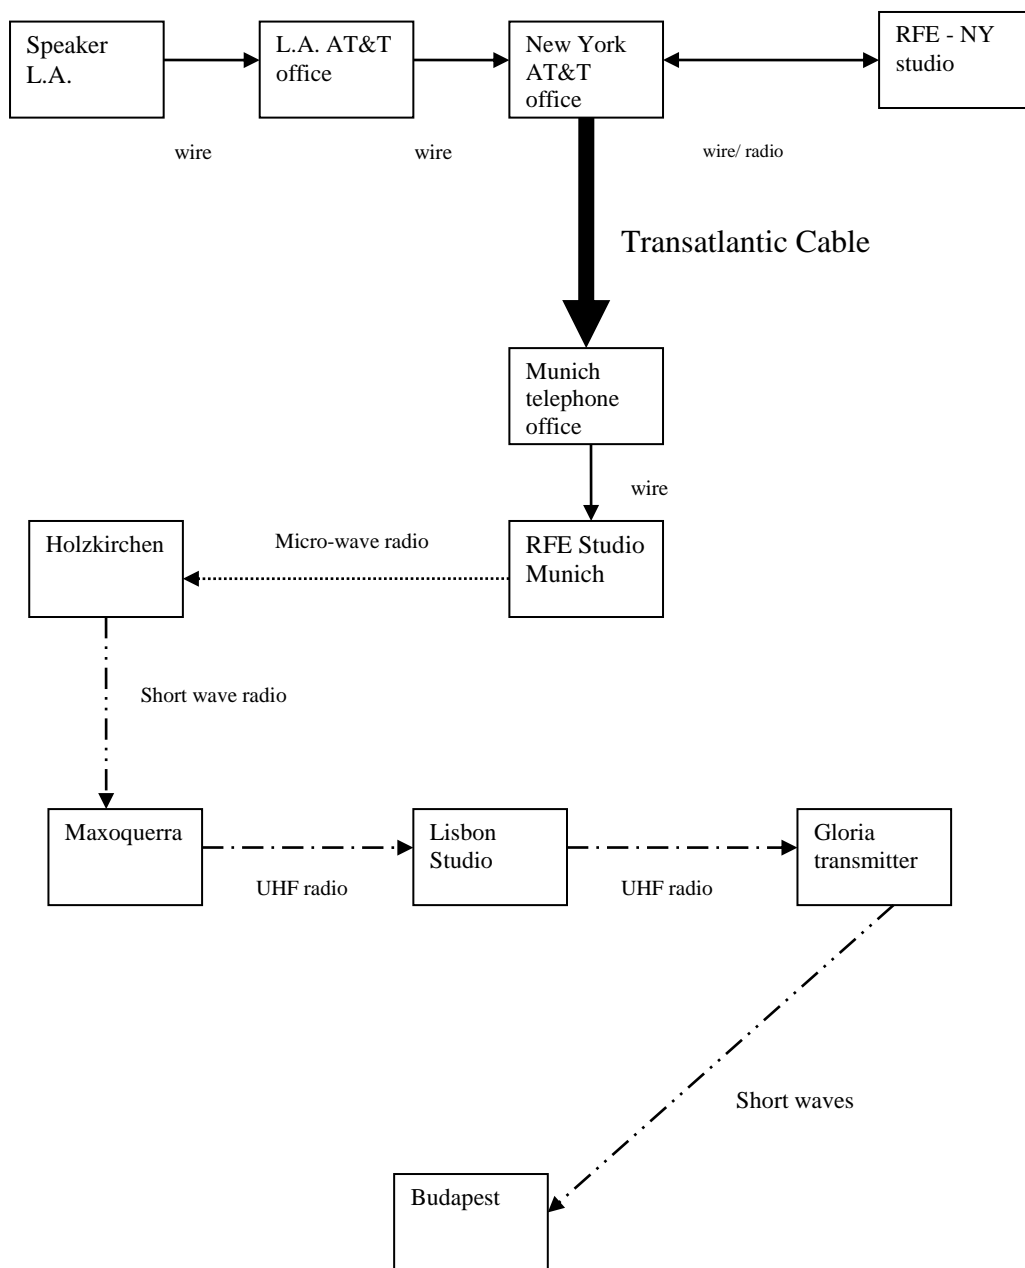 Speaker
L.A.
L.A. AT&T
office
New York
AT&T
office
RFE - NY
studio
wire
wire
wire/ radio
Transatlantic Cable
Munich
telephone
office
wire
Holzkirchen
Micro-wave radio
RFE Studio
Munich
Short wave radio
Maxoquerra
UHF radio
Lisbon
Studio
UHF radio
Gloria
transmitter
Short waves
Budapest